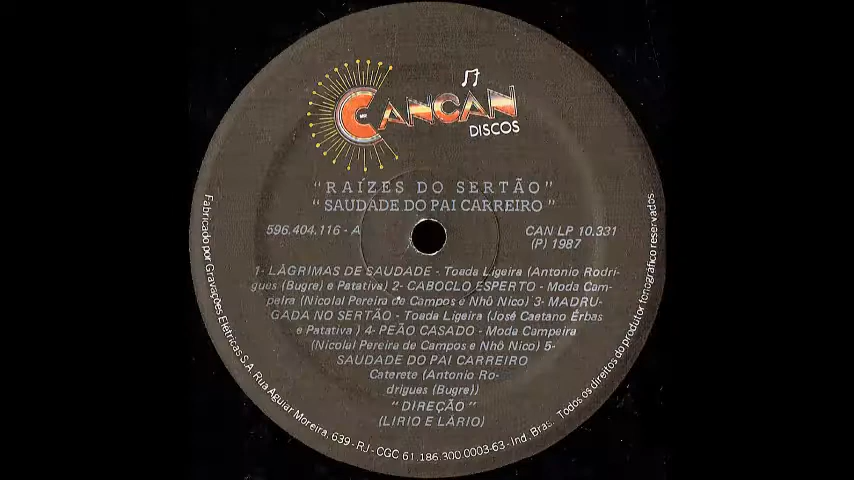 CANCAN
DISCOS
"RAÍZES DO SERTÃO"
"SAUDADE DO PAI CARREIRO"
596.404.116 - A
CAN LP 10.331
(P) 1987
1- LÁGRIMAS DE SAUDADE - Toada Ligeira (Antonio Rodri-
gues (Bugre) e Patativa) 2- CABOCLO ESPERTO - Moda Cam-
peira (Nicolai Pereira de Campos e Nhô Nico) 3- MADRU-
GADA NO SERTÃO - Toada Ligeira (José Caetano Érbas
e Patativa ) 4- PEÃO CASADO - Moda Campeira
(Nicolai Pereira de Campos e Nhô Nico) 5-
SAUDADE DO PAI CARREIRO
Caterete (Antonio Ro-
drigues (Bugre))
"DIREÇÃO"
(LIRIO E LÁRIO)
Fabricado por Gravações Elétricas S.A. Rua Aguiar Moreira, 639 - RJ - CGC 61.186.300.0003-63 - Ind. Bras. Todos os direitos do produtor fonográfico reservados